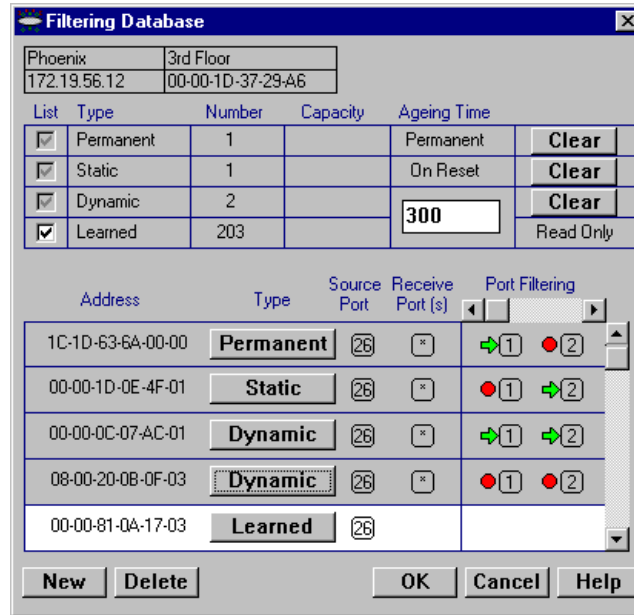 Filtering Database
Phoenix 3rd Floor
172.19.56.12 00-00-1D-37-29-A6
List Type Number Capacity Ageing Time
Permanent 1 Permanent Clear
Static 1 On Reset Clear
Dynamic 2 300 Clear
Learned 203 Read Only
Address Type Source Port Receive Port (s) Port Filtering
1C-1D-63-6A-00-00 Permanent 26 * 1 2
00-00-1D-0E-4F-01 Static 26 * 1 2
00-00-0C-07-AC-01 Dynamic 26 * 1 2
08-00-20-0B-0F-03 Dynamic 26 * 1 2
00-00-81-0A-17-03 Learned 26
New Delete OK Cancel Help